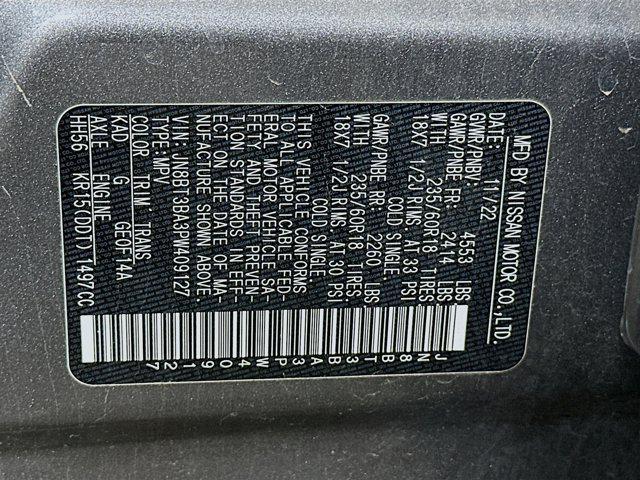 MFD BY NISSAN MOTOR CO., LTD.
DATE: 11/22
GVWR/PNBV: 4553 LBS
GAWR/PNBE FR: 2414 LBS
WITH 235/60R18 TIRES
18X7 1/2J RIMS, AT 33 PSI
COLD SINGLE
GAWR/PNBE RR: 2260 LBS
WITH 235/60R18 TIRES.
18X7 1/2J RIMS, AT 30 PSI
COLD SINGLE
THIS VEHICLE CONFORMS
TO ALL APPLICABLE FED-
ERAL MOTOR VEHICLE SA-
FETY AND THEFT PREVEN-
TION STANDARDS IN EFF-
ECT ON THE DATE OF MA-
NUFACTURE SHOWN ABOVE.
VIN: JN8BT3BA3PW409127
TYPE: MPV
COLOR TRIM TRANS
KAD G GE0F14A
AXLE ENGINE
HH56 KR15(DDT) 1497CC
JN8BT3BA3PW409127